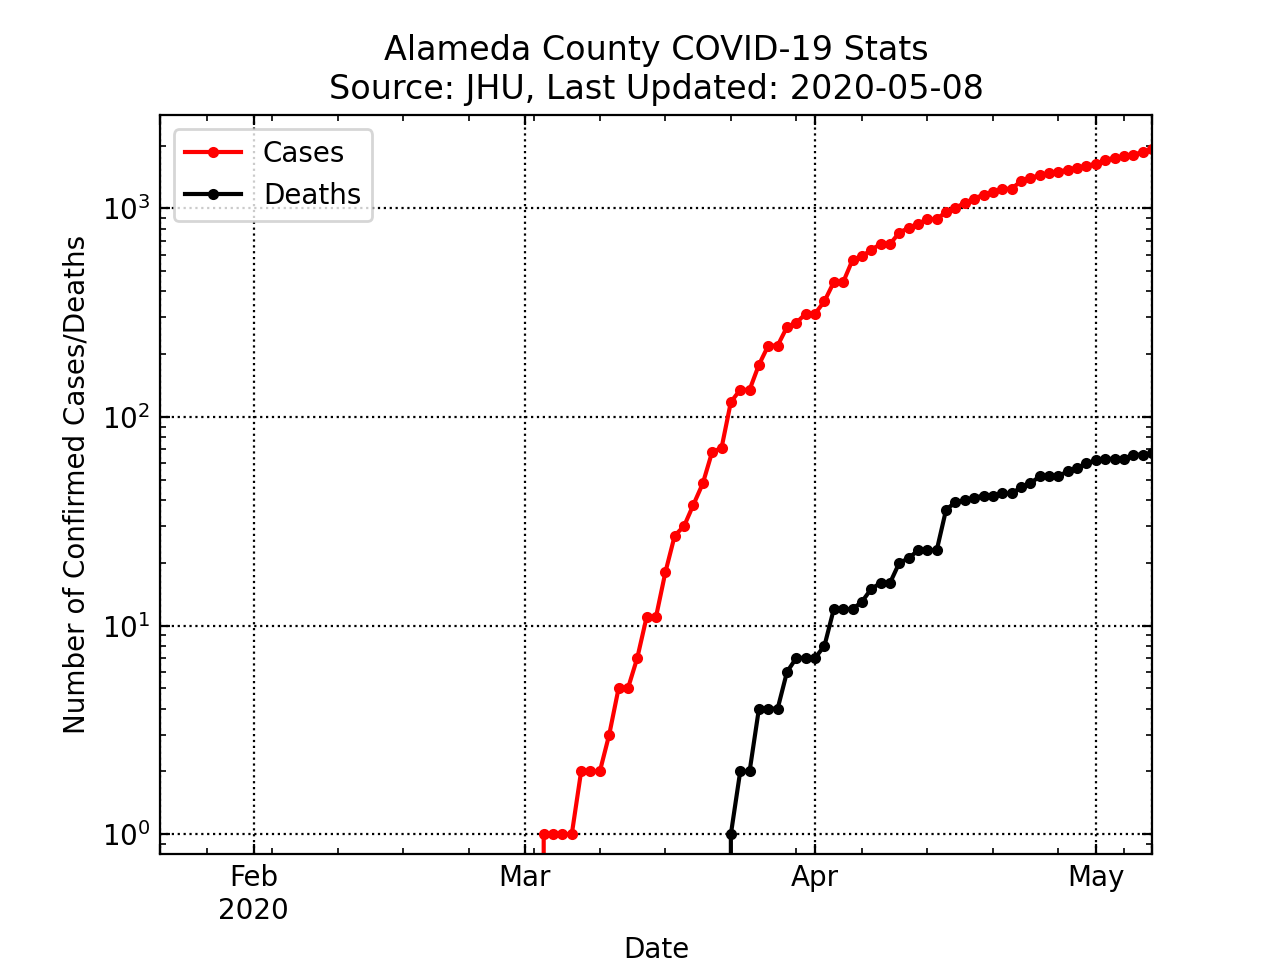 Alameda County COVID-19 Stats
Source: JHU, Last Updated: 2020-05-08
Cases
Deaths
10³
10²
10¹
10⁰
Number of Confirmed Cases/Deaths
Feb Mar Apr May
2020
Date